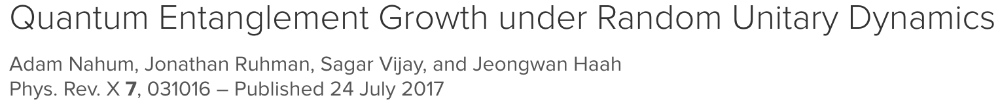 Quantum Entanglement Growth under Random Unitary Dynamics
Adam Nahum, Jonathan Ruhman, Sagar Vijay, and Jeongwan Haah
Phys. Rev. X 7, 031016 – Published 24 July 2017